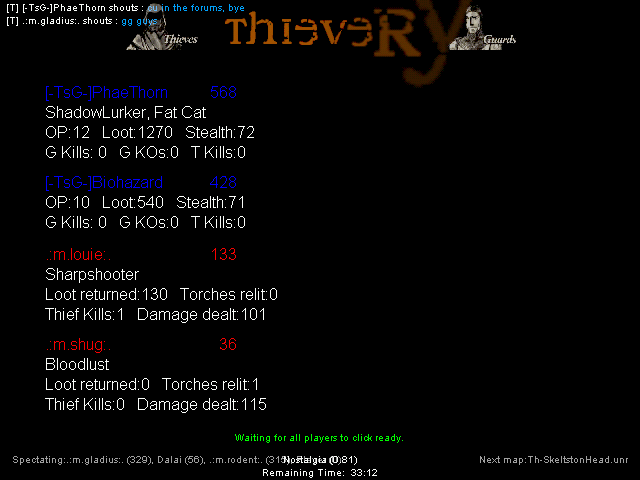 [T] [-TsG-]PhaeThorn shouts : cu in the forums, bye
[T] .:m.gladius:. shouts : gg guys
Thieves
Thievery
Guards
[-TsG-]PhaeThorn 568
ShadowLurker, Fat Cat
OP:12 Loot:1270 Stealth:72
G Kills: 0 G KOs:0 T Kills:0
[-TsG-]Biohazard 428
OP:10 Loot:540 Stealth:71
G Kills: 0 G KOs:0 T Kills:0
.:m.louie:. 133
Sharpshooter
Loot returned:130 Torches relit:0
Thief Kills:1 Damage dealt:101
.:m.shug:. 36
Bloodlust
Loot returned:0 Torches relit:1
Thief Kills:0 Damage dealt:115
Waiting for all players to click ready.
Spectating:.:m.gladius:. (329), Dalai (56), .:m.rodent:. Next map:Th-SkeltstonHead.unr
Remaining Time: 33:12